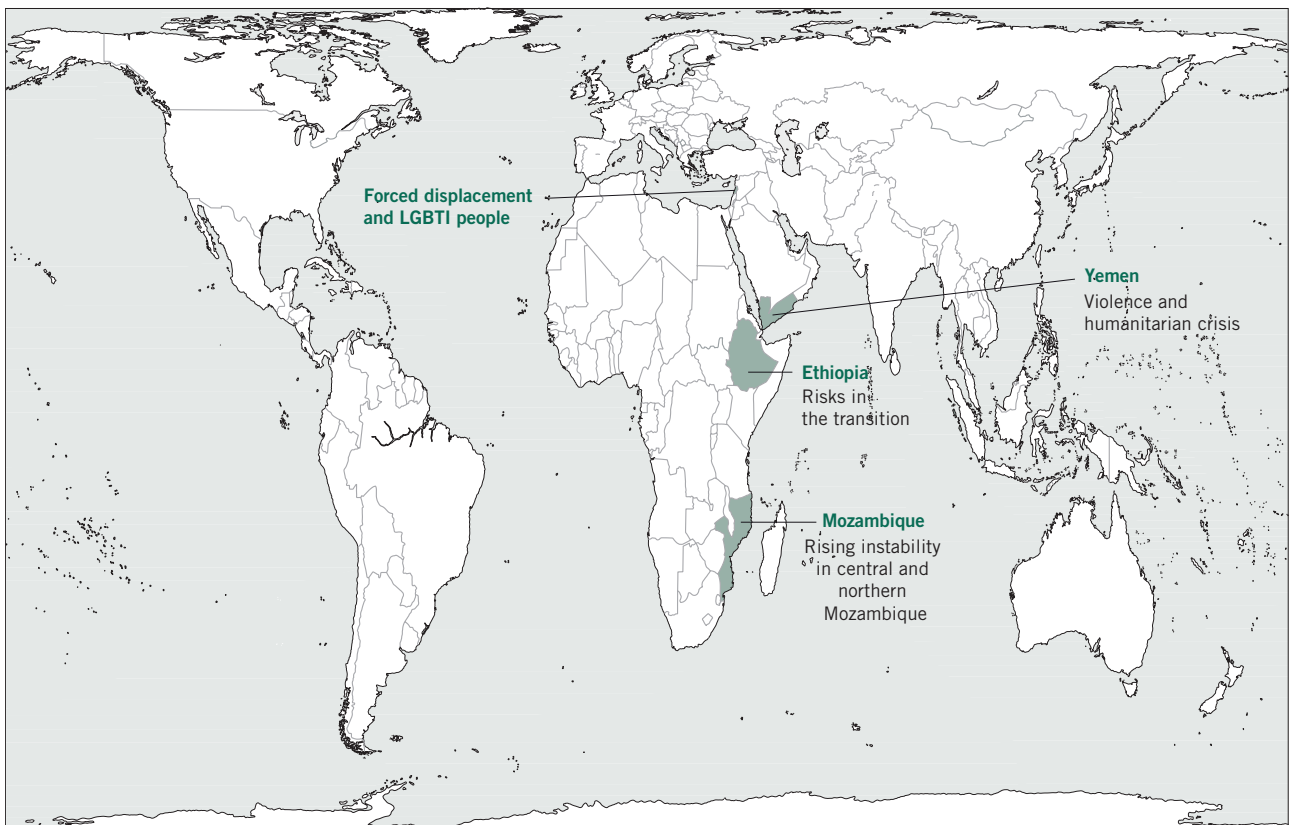 Forced displacement
and LGBTI people
Yemen
Violence and
humanitarian crisis
Ethiopia
Risks in
the transition
Mozambique
Rising instability
in central and
northern
Mozambique